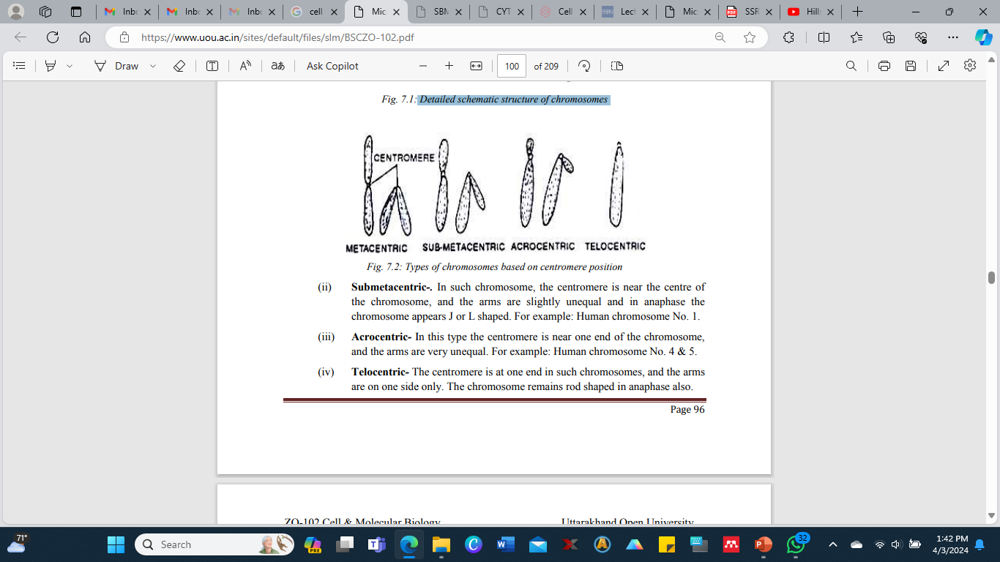 Inbo
Inbo
Inbo
cell
Mic
SBM
CYT
Cell
Lect
Mic
SSR
Hills
https://www.uou.ac.in/sites/default/files/slm/BSCZO-102.pdf
Draw
Ask Copilot
100 of 209
Fig. 7.1: Detailed schematic structure of chromosomes
CENTROMERE
METACENTRIC SUB-METACENTRIC ACROCENTRIC TELOCENTRIC
Fig. 7.2: Types of chromosomes based on centromere position
(ii) Submetacentric-. In such chromosome, the centromere is near the centre of
the chromosome, and the arms are slightly unequal and in anaphase the
chromosome appears J or L shaped. For example: Human chromosome No. 1.
(iii) Acrocentric- In this type the centromere is near one end of the chromosome,
and the arms are very unequal. For example: Human chromosome No. 4 & 5.
(iv) Telocentric- The centromere is at one end in such chromosomes, and the arms
are on one side only. The chromosome remains rod shaped in anaphase also.
Page 96
ZO-102 Cell & Molecular Biology Uttarakhand Open University
71°
Search
PRE
32
1:42 PM
4/3/2024